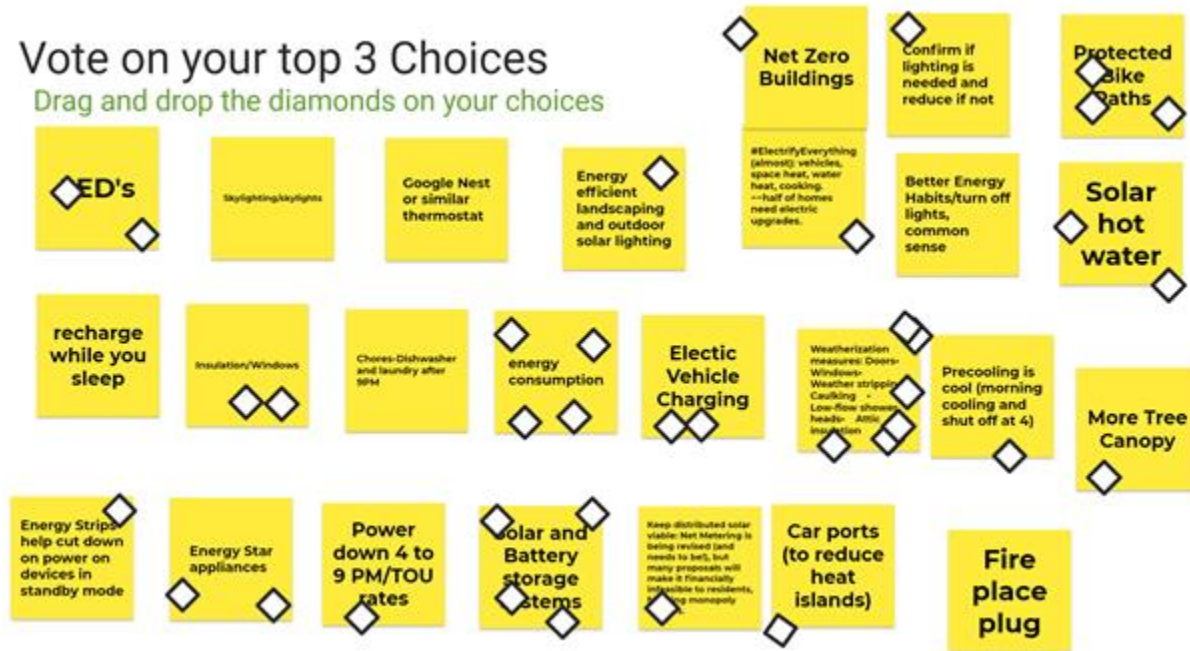 Vote on your top 3 Choices
Drag and drop the diamonds on your choices
Net Zero
Buildings
Confirm if
lighting is
needed and
reduce if not
Protected
Bike
Paths
ED's
Skylighting/skylights
Google Nest
or similar
thermostat
Energy
efficient
landscaping
and outdoor
solar lighting
#ElectrifyEverything
(almost): vehicles,
space heat, water
heat, cooking.
~~half of homes
need electric
upgrades.
Better Energy
Habits/turn off
lights,
common
sense
Solar
hot
water
recharge
while you
sleep
Insulation/Windows
Chores-Dishwasher
and laundry after
9PM
energy
consumption
Electic
Vehicle
Charging
Weatherization
measures: Doors-
Windows-
Weather stripping
Caulking -
Low-flow shower
heads- Attic
insulation
Precooling is
cool (morning
cooling and
shut off at 4)
More Tree
Canopy
Energy Strips
help cut down
on power on
devices in
standby mode
Energy Star
appliances
Power
down 4 to
9 PM/TOU
rates
Solar and
Battery
storage
stems
Keep distributed solar
viable: Net Metering is
being revised (and
needs to be!), but
many proposals will
make it financially
infeasible to residents,
monopoly
Car ports
(to reduce
heat
islands)
Fire
place
plug